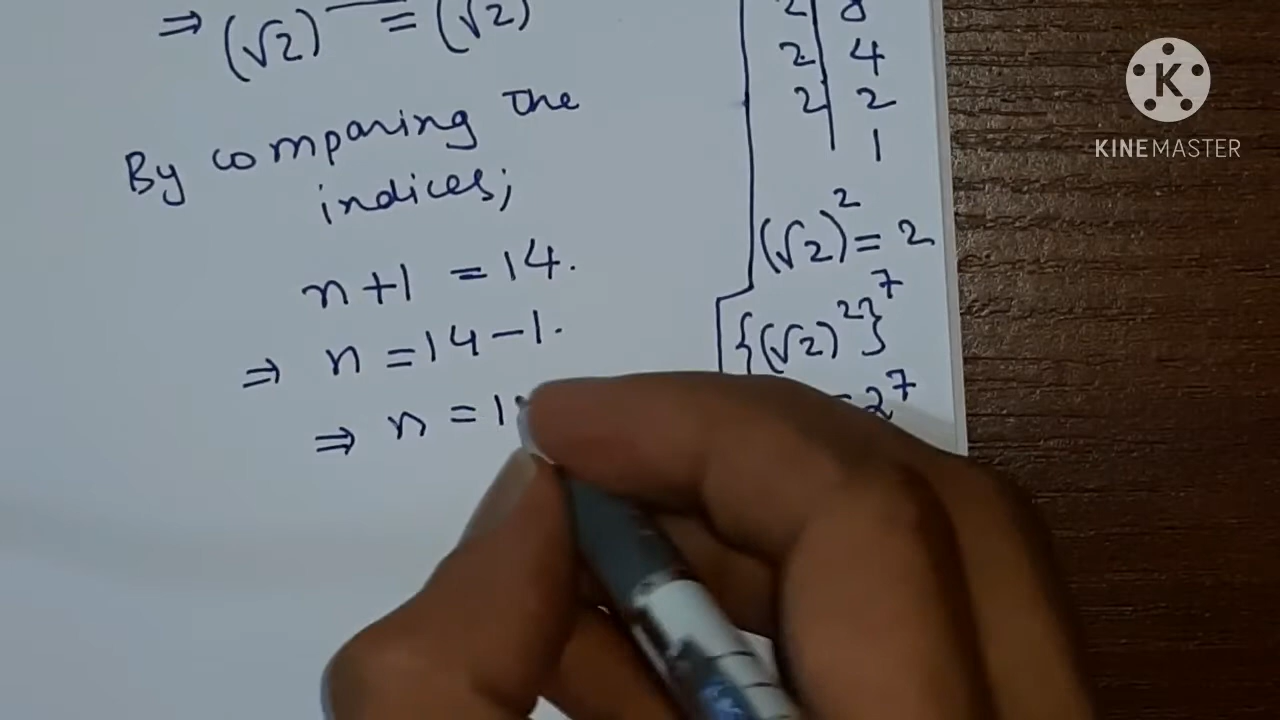 ⇒ (√2) = (√2)
By comparing the
indices;
n+1 = 14.
⇒ n = 14 - 1.
⇒ n = 1
2 | 8
2 | 4
2 | 2
1
(√2)² = 2
{(√2)²}⁷
= 2⁷
KINEMASTER